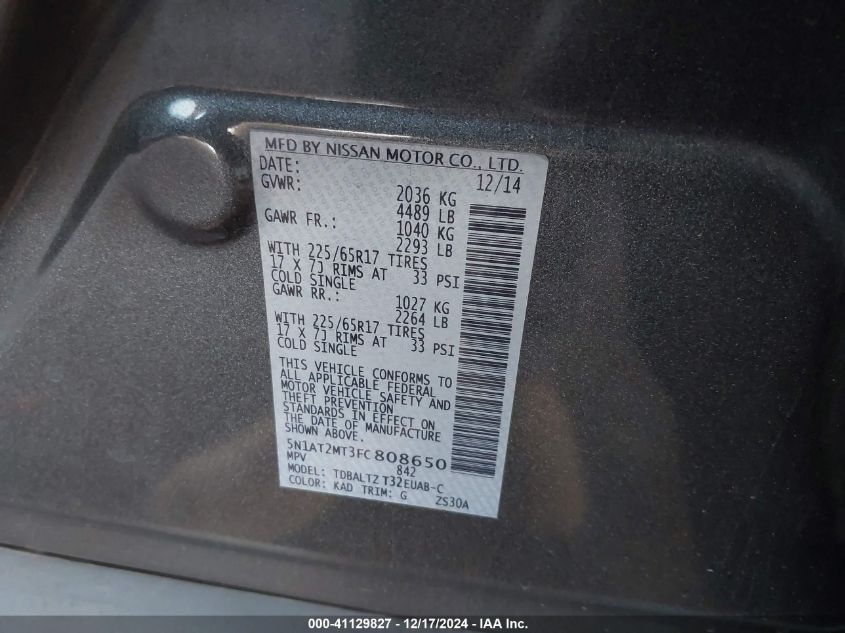 MFD BY NISSAN MOTOR CO., LTD.
DATE: 12/14
GVWR: 2036 KG
4489 LB
GAWR FR.: 1040 KG
2293 LB
WITH 225/65R17 TIRES
17 X 7J RIMS AT 33 PSI
COLD SINGLE
GAWR RR.: 1027 KG
2264 LB
WITH 225/65R17 TIRES
17 X 7J RIMS AT 33 PSI
COLD SINGLE
THIS VEHICLE CONFORMS TO
ALL APPLICABLE FEDERAL
MOTOR VEHICLE SAFETY AND
THEFT PREVENTION
STANDARDS IN EFFECT ON
THE DATE OF MANUFACTURE
SHOWN ABOVE.
5N1AT2MT3FC808650
MPV 842
MODEL: TDBALTZ T32EUAB-C
COLOR: KAD TRIM: G ZS30A
000-41129827 - 12/17/2024 - IAA Inc.